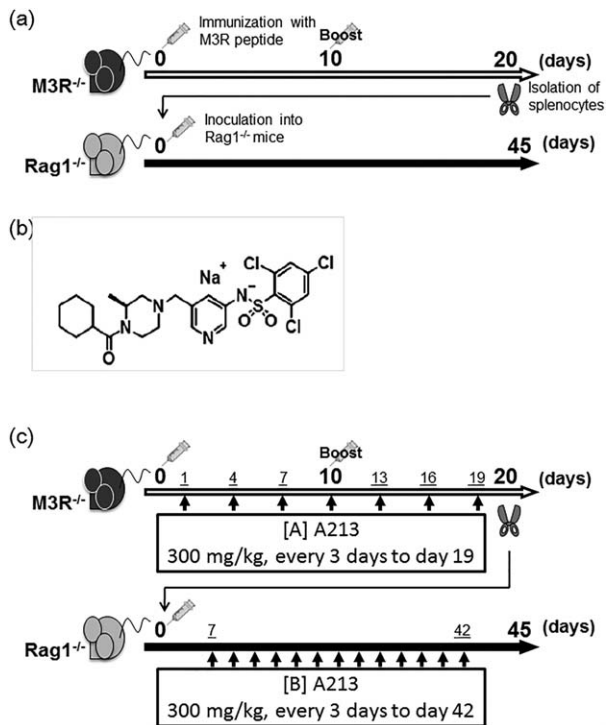 (a)
Immunization with
M3R peptide
Boost
0 10 20 (days)
M3R-/-
Isolation of
splenocytes
Inoculation into
Rag1-/- mice
0 45 (days)
Rag1-/-
(b)
Na+
Cl Cl
N-
S
O O
Cl
N
N
N
O
(c)
Boost
0 10 20 (days)
1 4 7 13 16 19
M3R-/-
[A] A213
300 mg/kg, every 3 days to day 19
0 45 (days)
7 42
Rag1-/-
[B] A213
300 mg/kg, every 3 days to day 42